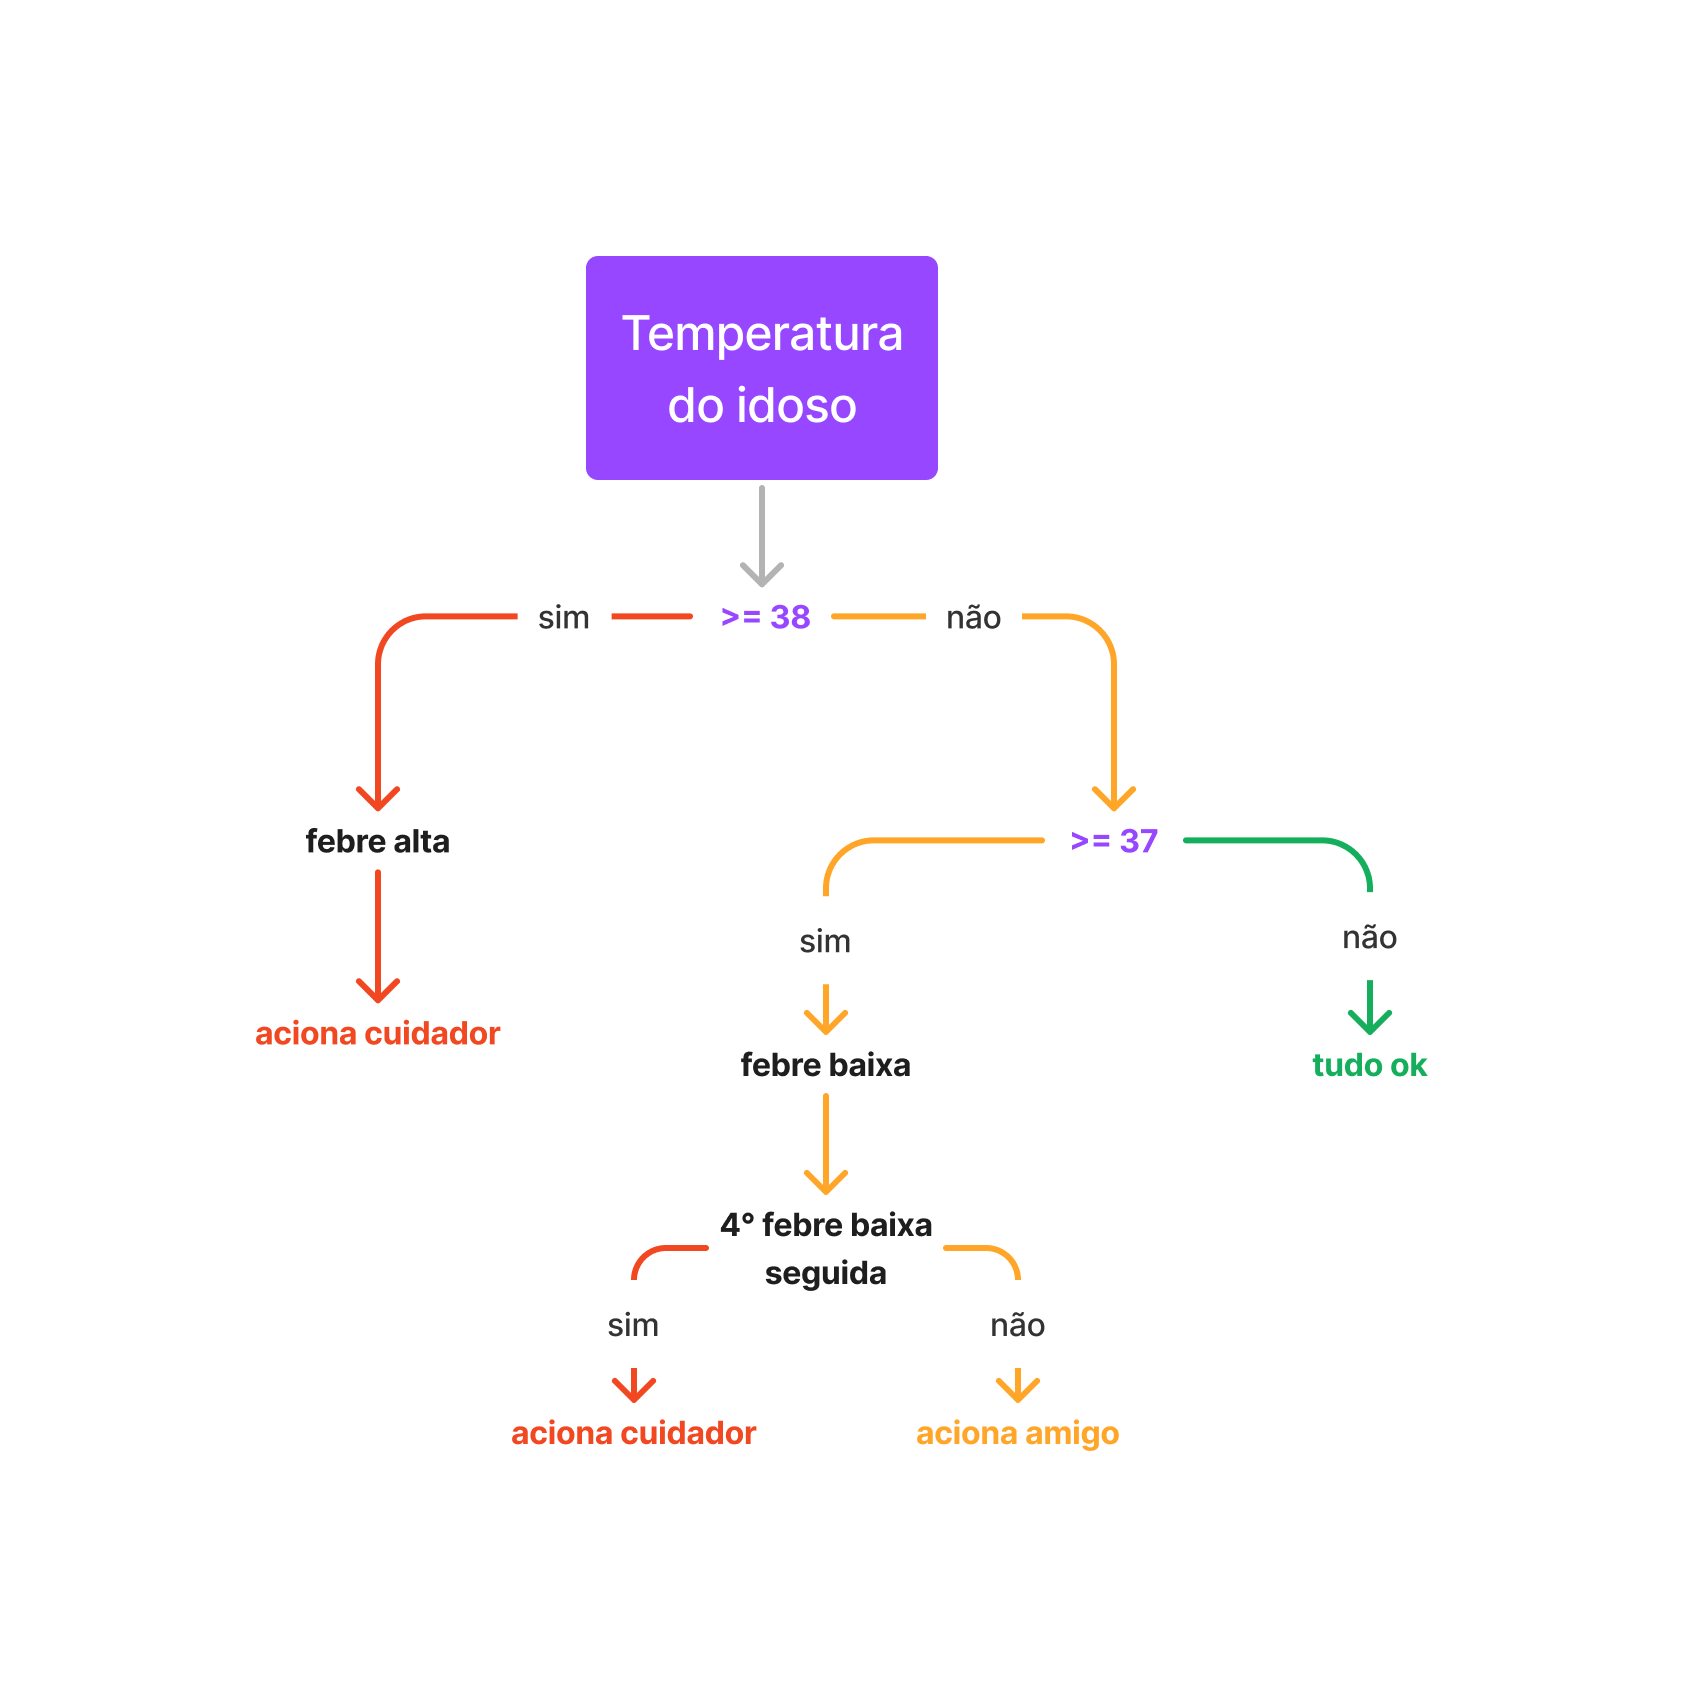 Temperatura
do idoso
sim
>= 38
não
febre alta
>= 37
sim
não
aciona cuidador
febre baixa
tudo ok
4° febre baixa
seguida
sim
não
aciona cuidador
aciona amigo